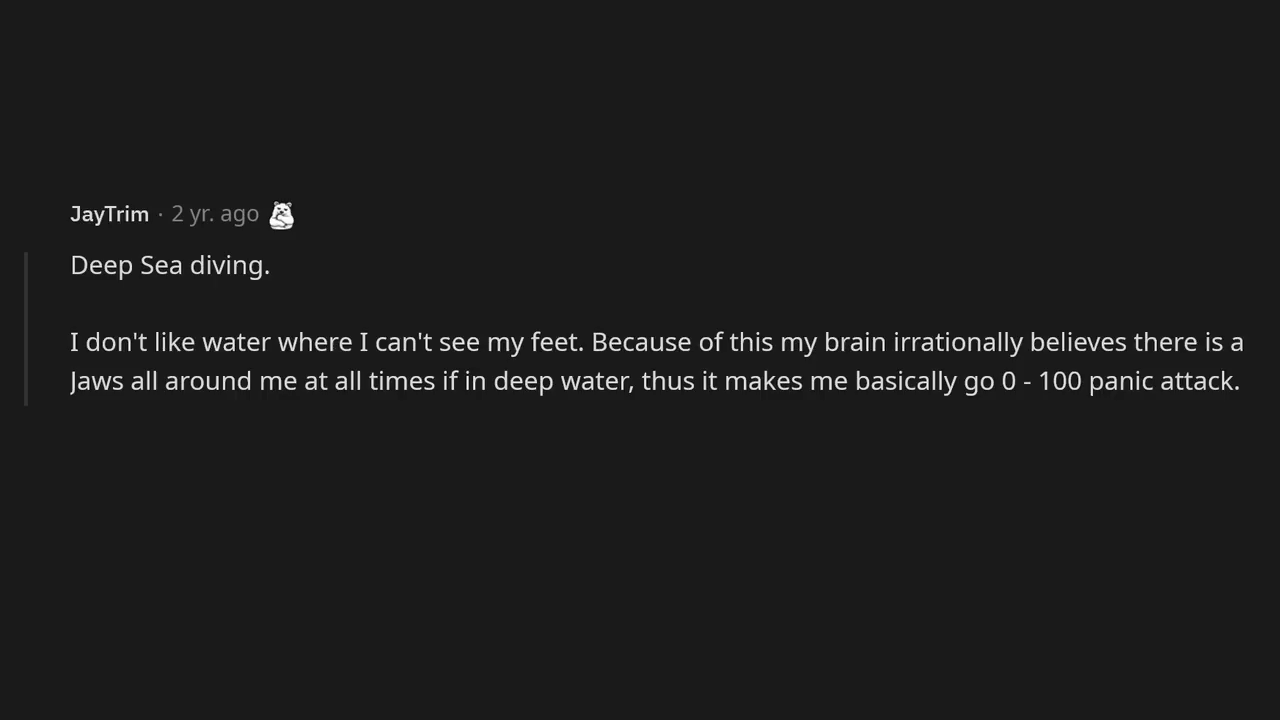 JayTrim · 2 yr. ago
Deep Sea diving.
I don't like water where I can't see my feet. Because of this my brain irrationally believes there is a
Jaws all around me at all times if in deep water, thus it makes me basically go 0 - 100 panic attack.